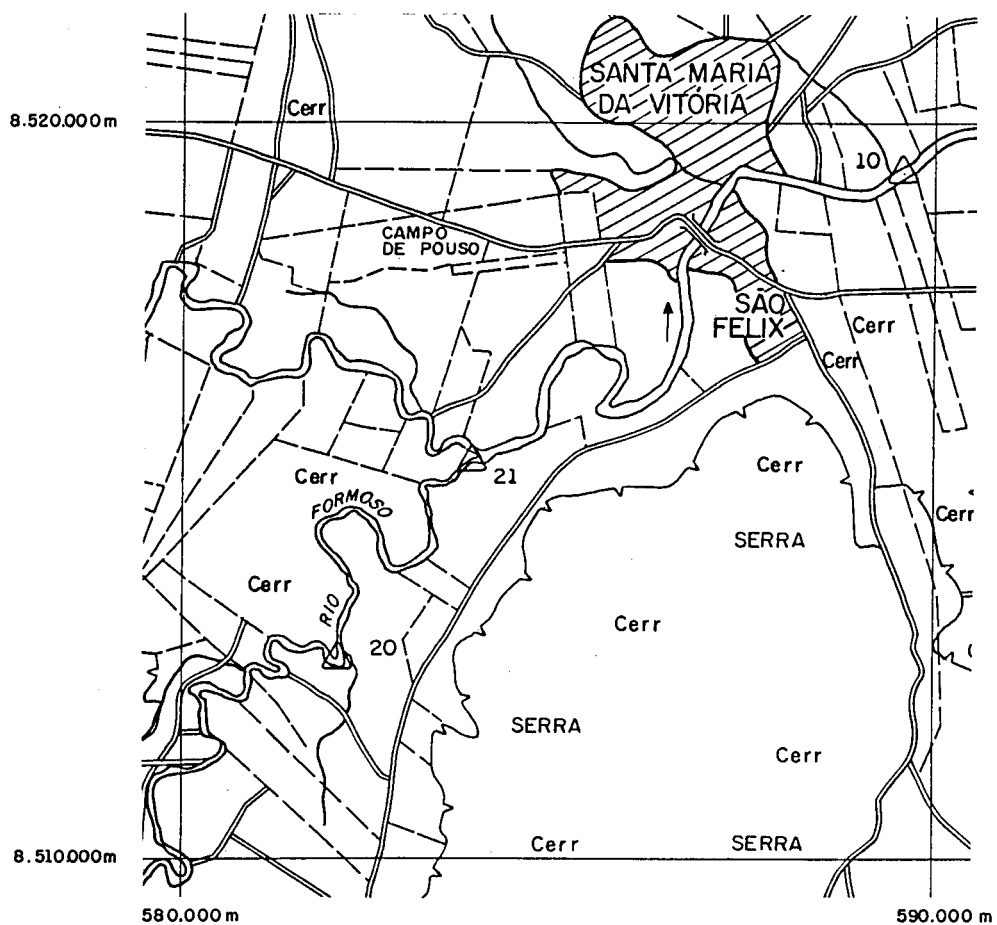 SANTA MARIA
DA VITÓRIA
Cerr
8.520.000m
10
CAMPO
DE POUSO
SÃO
FELIX
Cerr
Cerr
Cerr
Cerr
21
FORMOSO
Cerr
SERRA
Cerr
RIO
Cerr
20
SERRA
Cerr
Cerr
SERRA
8.510.000m
580.000 m
590.000 m